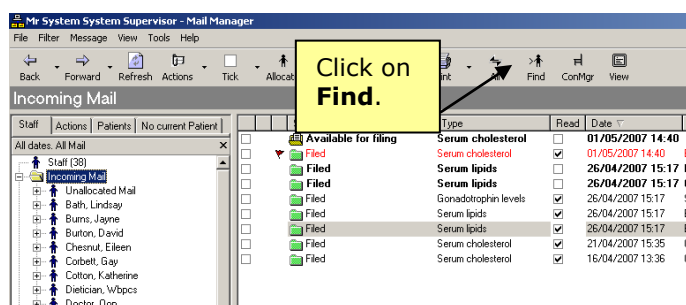 Mr System System Supervisor - Mail Manager
File Filter Message View Tools Help
Back Forward Refresh Actions Tick Find ConMgr View
Click on
Find.
Incoming Mail
Staff Actions Patients No current Patient
Type Read Date
All dates. All Mail x
Available for filing Serum cholesterol 01/05/2007 14:40
Staff (38) Filed Serum cholesterol 01/05/2007 14:40
Incoming Mail Filed Serum lipids 26/04/2007 15:17
Unallocated Mail Filed Serum lipids 26/04/2007 15:17
Bath, Lindsay Filed Gonadotrophin levels 26/04/2007 15:17
Burns, Jayne Filed Serum lipids 26/04/2007 15:17
Burton, David Filed Serum lipids 26/04/2007 15:17
Chesnut, Eileen Filed Serum cholesterol 21/04/2007 15:35
Corbett, Gay Filed Serum cholesterol 16/04/2007 13:36
Cotton, Katherine
Dietician, Wbpcs